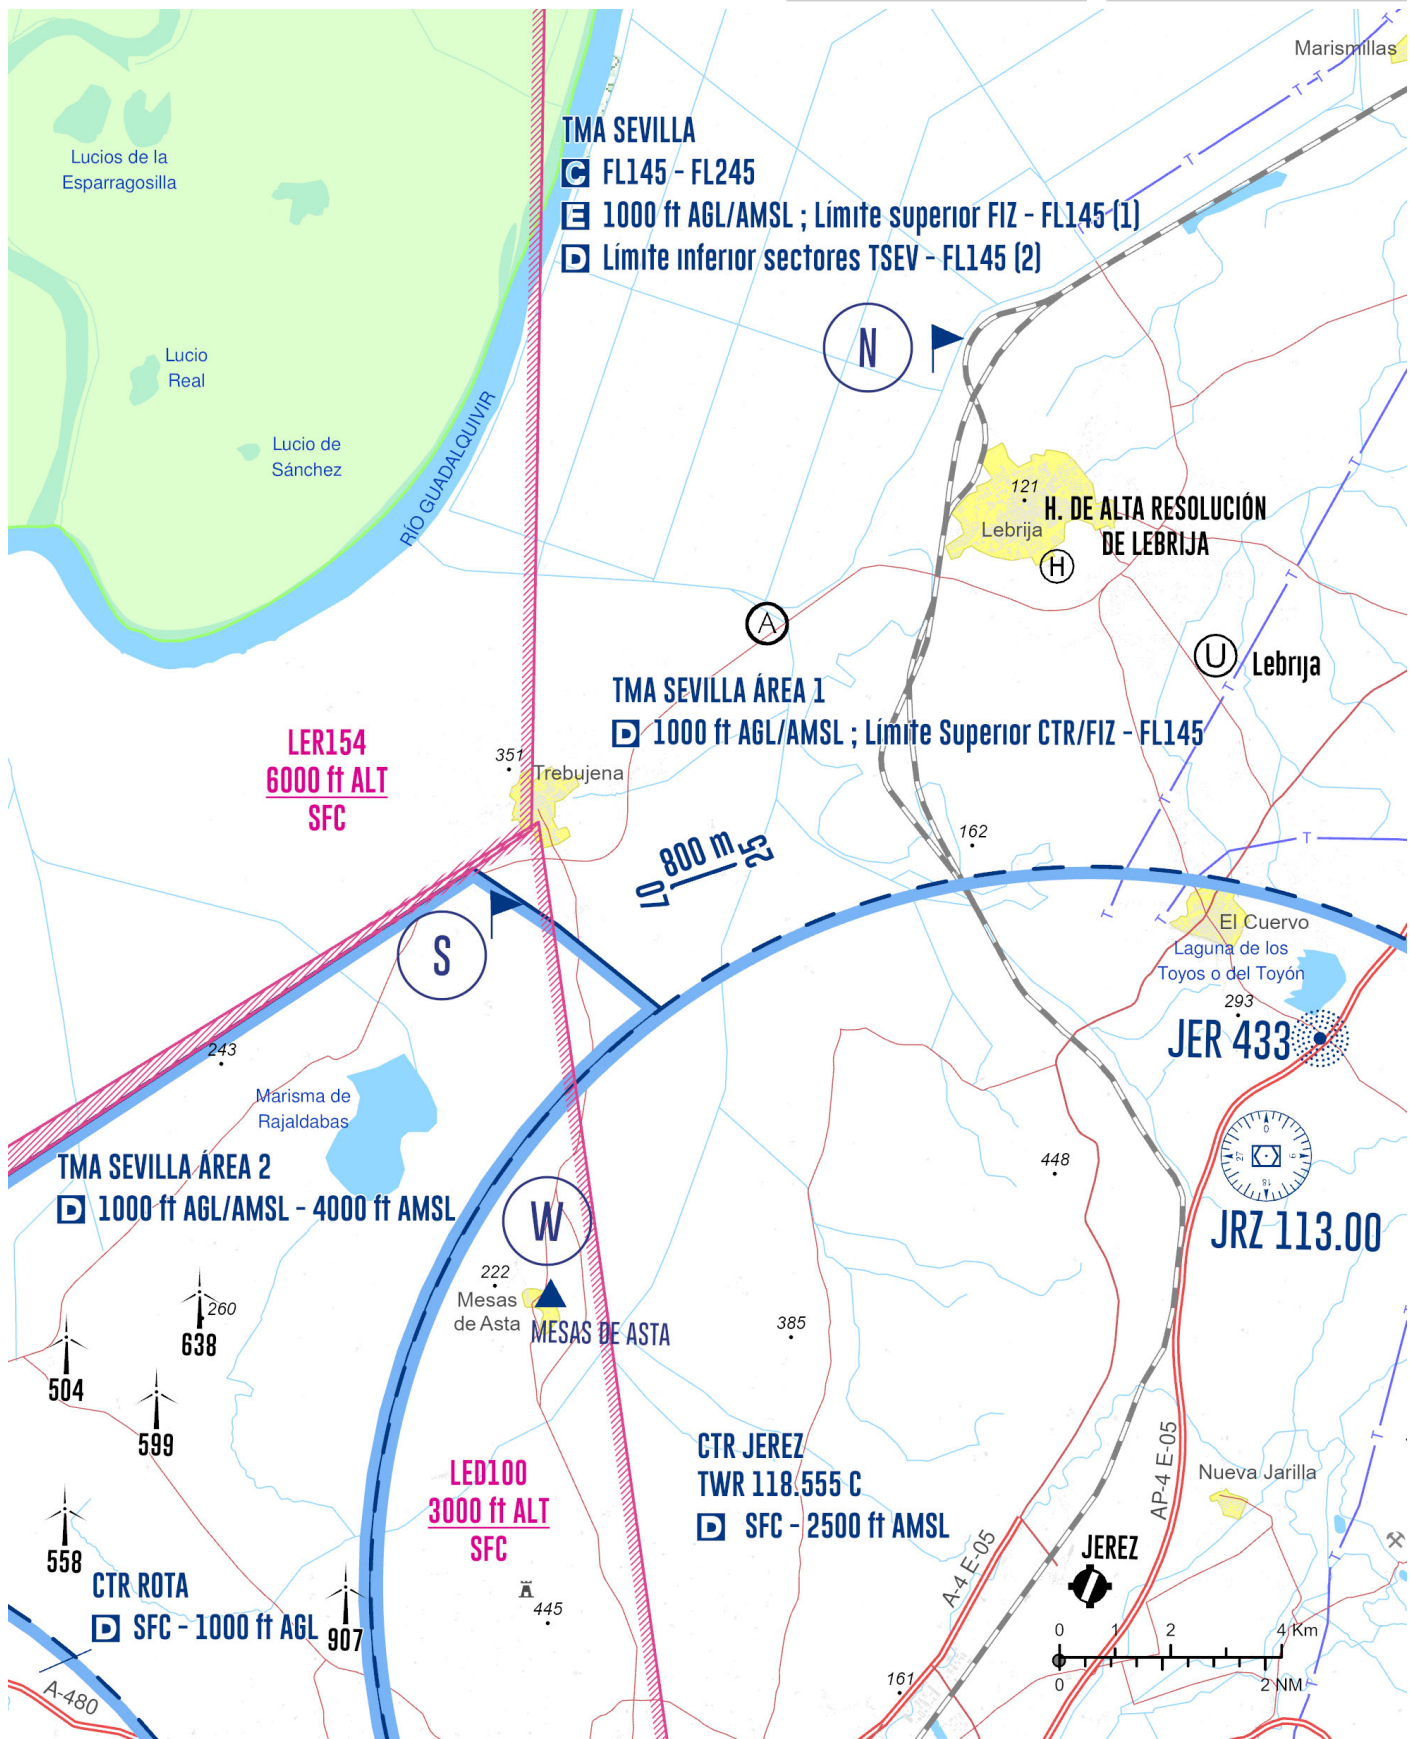 Marismillas
T
T
T
T
TMA SEVILLA
C FL145 - FL245
E 1000 ft AGL/AMSL ; Límite superior FIZ - FL145 (1)
D Límite inferior sectores TSEV - FL145 (2)
T
Lucios de la
Esparragosilla
N
Lucio
Real
RÍO GUADALQUIVIR
Lucio de
Sánchez
T
121
Lebrija
H. DE ALTA RESOLUCIÓN
DE LEBRIJA
H
T
A
U Lebrija
T
TMA SEVILLA ÁREA 1
D 1000 ft AGL/AMSL ; Límite Superior CTR/FIZ - FL145
LER154
6000 ft ALT
SFC
351
Trebujena
T
162
T
07 800 m 25
T
T
El Cuervo
Laguna de los
Toyos o del Toyón
S
293
JER 433
243
Marisma de
Rajaldabas
0
9
18
27
JRZ 113.00
448
TMA SEVILLA ÁREA 2
D 1000 ft AGL/AMSL - 4000 ft AMSL
W
222
Mesas
de Asta
MESAS DE ASTA
260
638
385
504
599
T
CTR JEREZ
TWR 118.555 C
D SFC - 2500 ft AMSL
LED100
3000 ft ALT
SFC
AP-4 E-05
Nueva Jarilla
T
558
A-4 E-05
JEREZ
T
CTR ROTA
D SFC - 1000 ft AGL
907
445
0 1 2 4 Km
0 2 NM
161
T
A-480